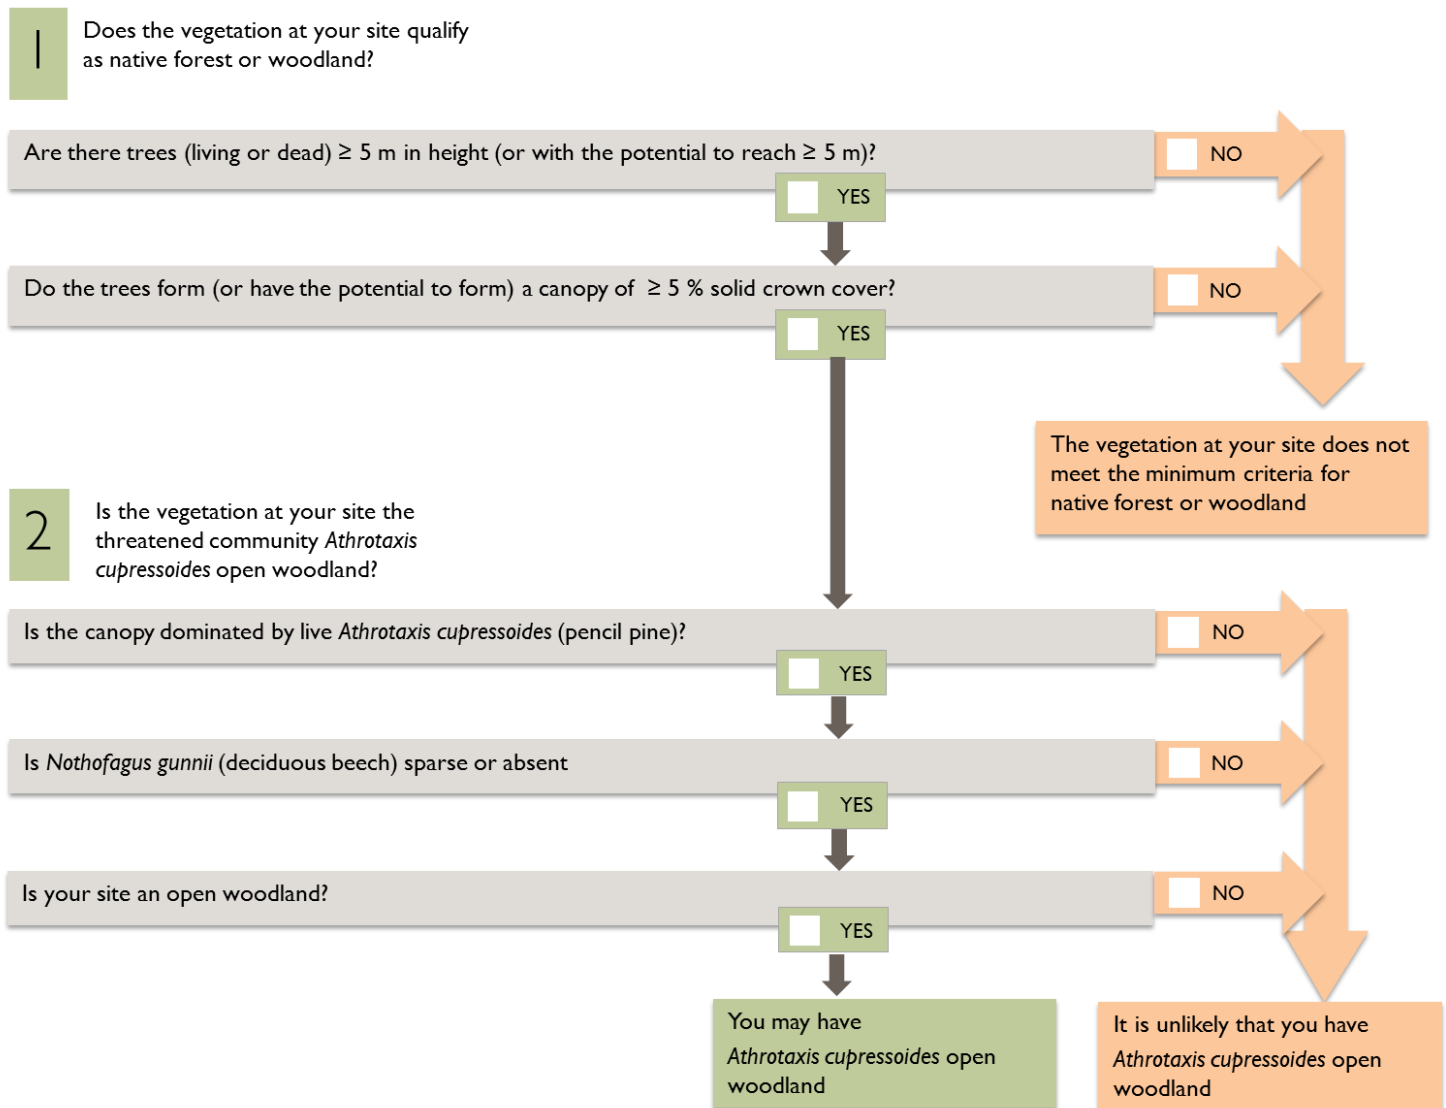 1
Does the vegetation at your site qualify
as native forest or woodland?
Are there trees (living or dead) ≥ 5 m in height (or with the potential to reach ≥ 5 m)?
NO
YES
Do the trees form (or have the potential to form) a canopy of ≥ 5 % solid crown cover?
NO
YES
The vegetation at your site does not
meet the minimum criteria for
native forest or woodland
2
Is the vegetation at your site the
threatened community Athrotaxis
cupressoides open woodland?
Is the canopy dominated by live Athrotaxis cupressoides (pencil pine)?
NO
YES
Is Nothofagus gunnii (deciduous beech) sparse or absent
NO
YES
Is your site an open woodland?
NO
YES
You may have
Athrotaxis cupressoides open
woodland
It is unlikely that you have
Athrotaxis cupressoides open
woodland